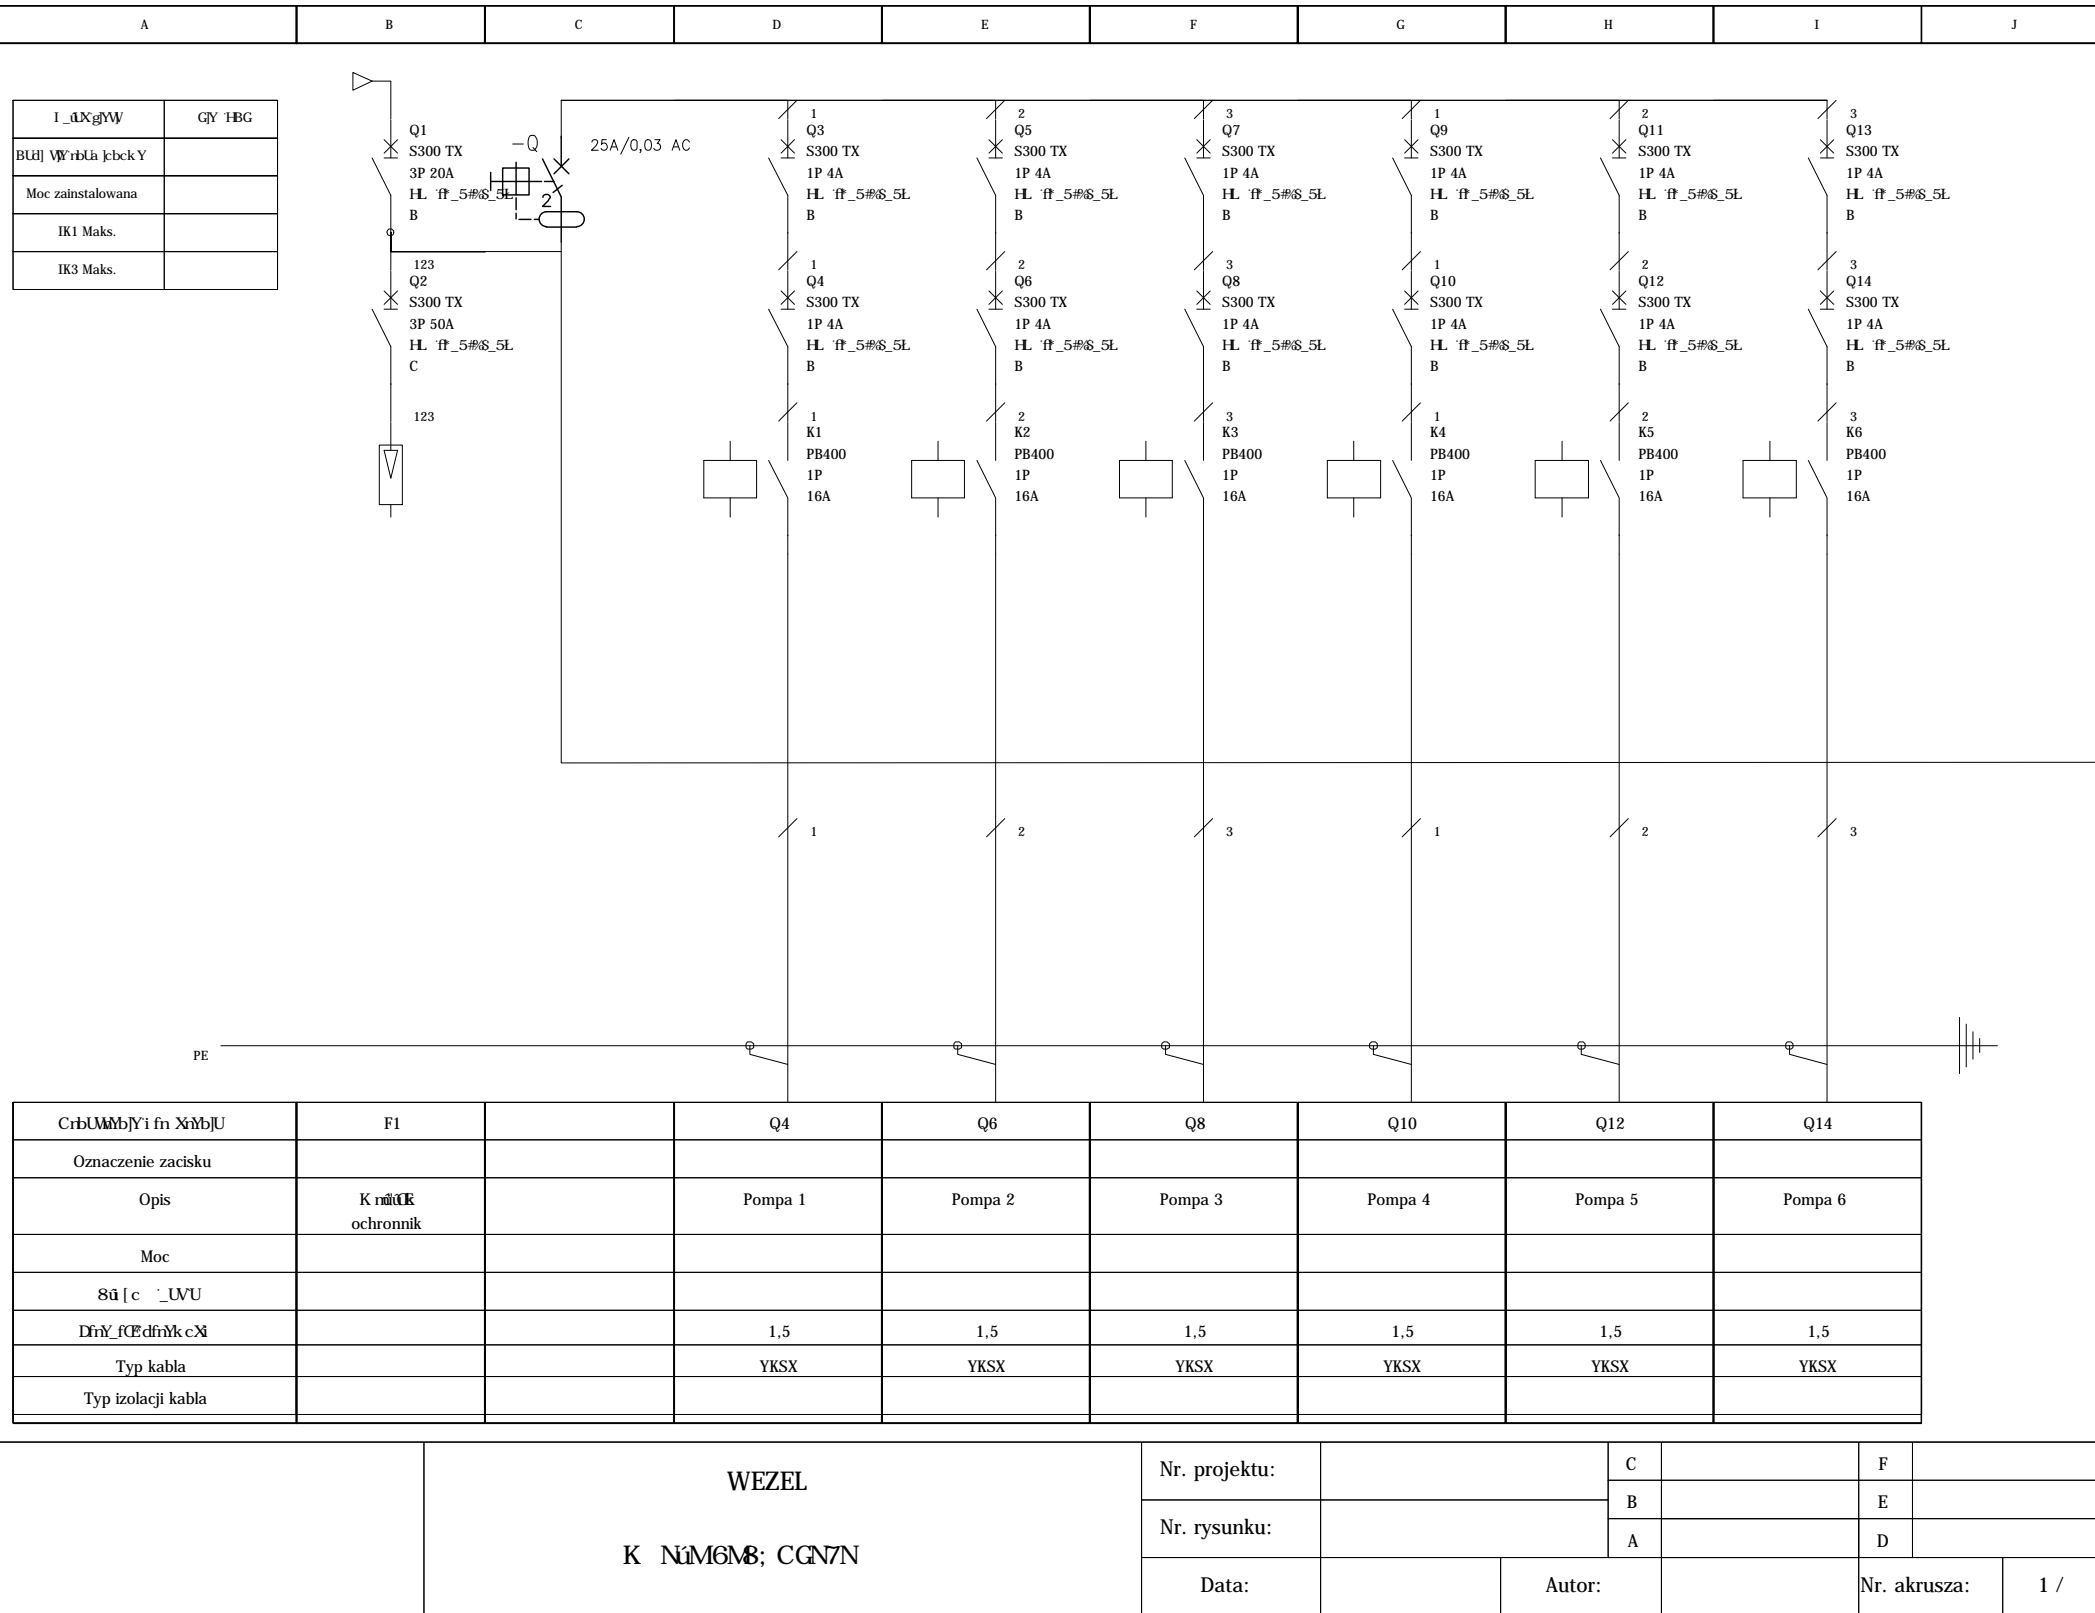 A B C D E F G H I J
Moc zainstalowana
IK1 Maks.
IK3 Maks.
Q1
S300 TX
3P 20A
B
123
Q2
S300 TX
3P 50A
C
123
-Q
2
25A/0,03 AC
1
Q3
S300 TX
1P 4A
B
1
Q4
S300 TX
1P 4A
B
1
K1
PB400
1P
16A
2
Q5
S300 TX
1P 4A
B
2
Q6
S300 TX
1P 4A
B
2
K2
PB400
1P
16A
3
Q7
S300 TX
1P 4A
B
3
Q8
S300 TX
1P 4A
B
3
K3
PB400
1P
16A
1
Q9
S300 TX
1P 4A
B
1
Q10
S300 TX
1P 4A
B
1
K4
PB400
1P
16A
2
Q11
S300 TX
1P 4A
B
2
Q12
S300 TX
1P 4A
B
2
K5
PB400
1P
16A
3
Q13
S300 TX
1P 4A
B
3
Q14
S300 TX
1P 4A
B
3
K6
PB400
1P
16A
1 2 3 1 2 3
PE
F1 Q4 Q6 Q8 Q10 Q12 Q14
Oznaczenie zacisku
Opis Pompa 1 Pompa 2 Pompa 3 Pompa 4 Pompa 5 Pompa 6
ochronnik
Moc
1,5 1,5 1,5 1,5 1,5 1,5
Typ kabla YKSX YKSX YKSX YKSX YKSX YKSX
Typ izolacji kabla
WEZEL
Nr. projektu:
Nr. rysunku:
C F
B E
A D
Data: Autor: Nr. akrusza: 1 /